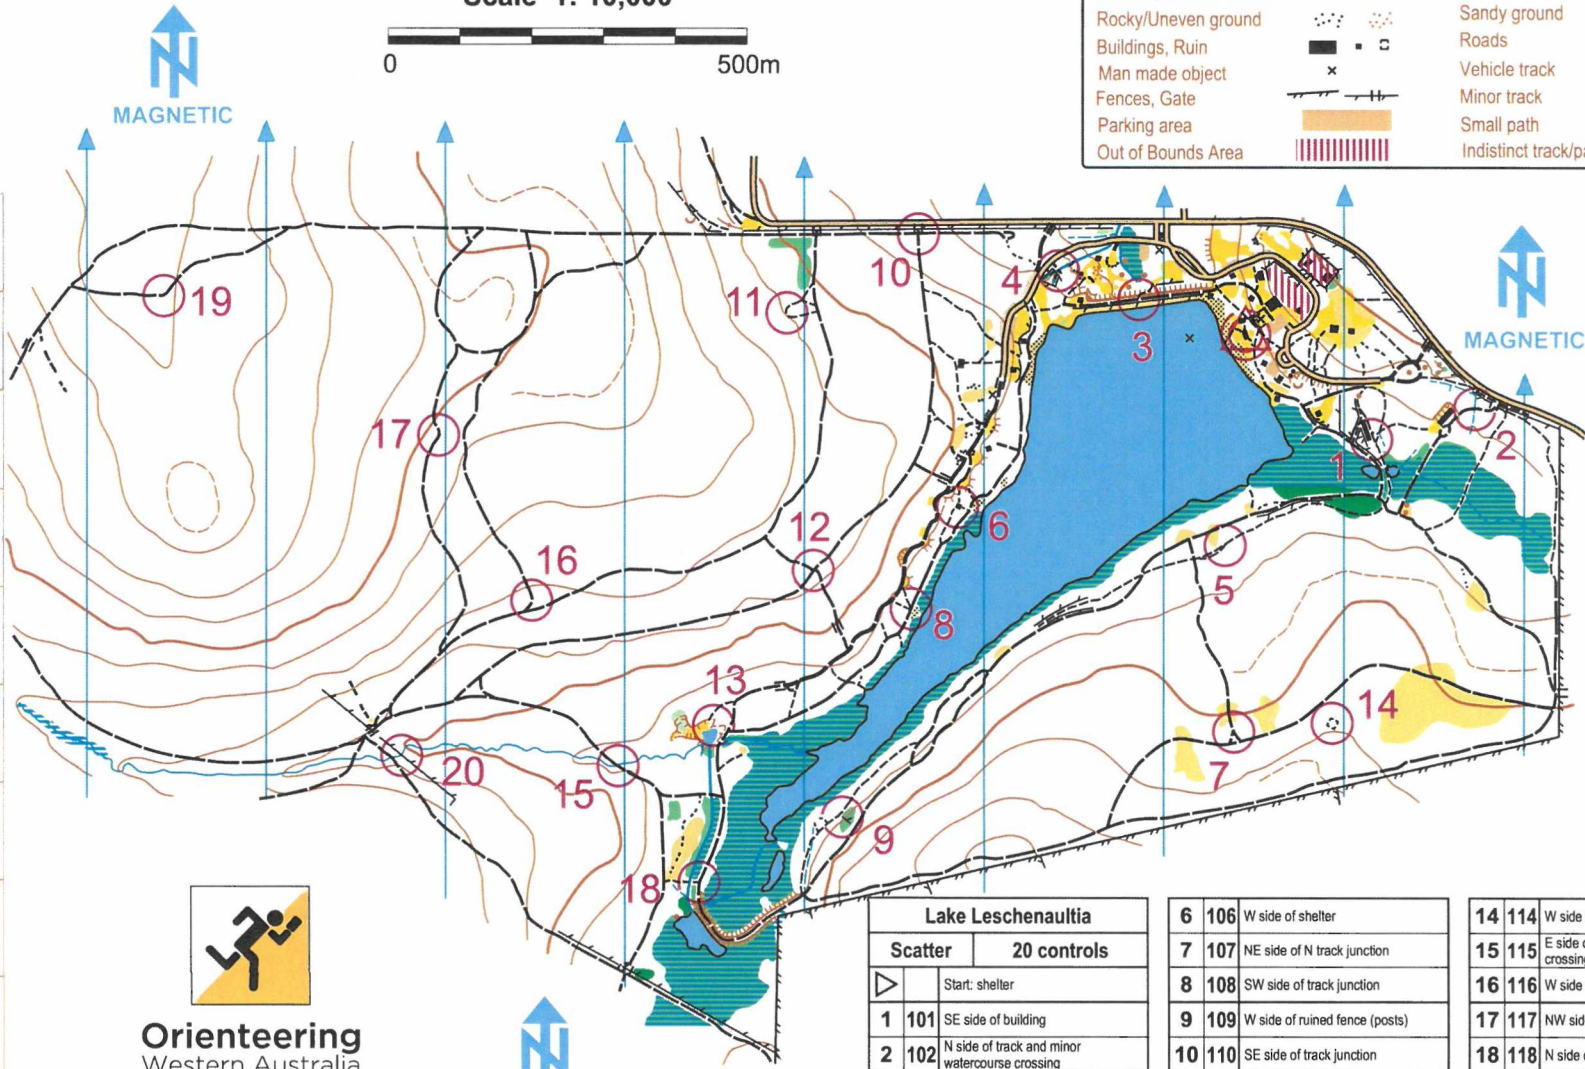 Scale 1: 10,000
0 500m
MAGNETIC
Rocky/Uneven ground
Buildings, Ruin
Man made object
Fences, Gate
Parking area
Out of Bounds Area
Sandy ground
Roads
Vehicle track
Minor track
Small path
Indistinct track/pa
MAGNETIC
19
11
10
4
3
17
1
2
16
12
6
5
8
13
14
20
15
7
9
18
Orienteering
Western Australia
Lake Leschenaultia
Scatter 20 controls
Start: shelter
1 101 SE side of building
2 102 N side of track and minor
watercourse crossing
6 106 W side of shelter
7 107 NE side of N track junction
8 108 SW side of track junction
9 109 W side of ruined fence (posts)
10 110 SE side of track junction
14 114 W side
15 115 E side o
crossing
16 116 W side
17 117 NW sid
18 118 N side o